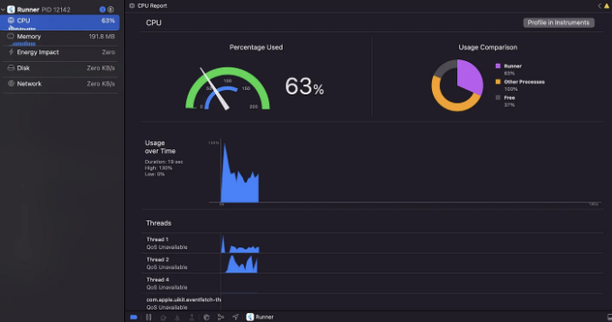 Runner PID 12142
CPU 63%
Memory 191.8 MB
Energy Impact Zero
Disk Zero KB/s
Network Zero KB/s
CPU Report
CPU
Profile in Instruments
Percentage Used
0
50
100
150
200
63%
Usage Comparison
Runner
63%
Other Processes
100%
Free
37%
Usage
over Time
Duration: 19 sec
Low: 0%
Threads
Thread 1
QoS Unavailable
Thread 2
QoS Unavailable
Thread 4
QoS Unavailable
com.apple.uikit.eventfetch-th
QoS Unavailable
Runner